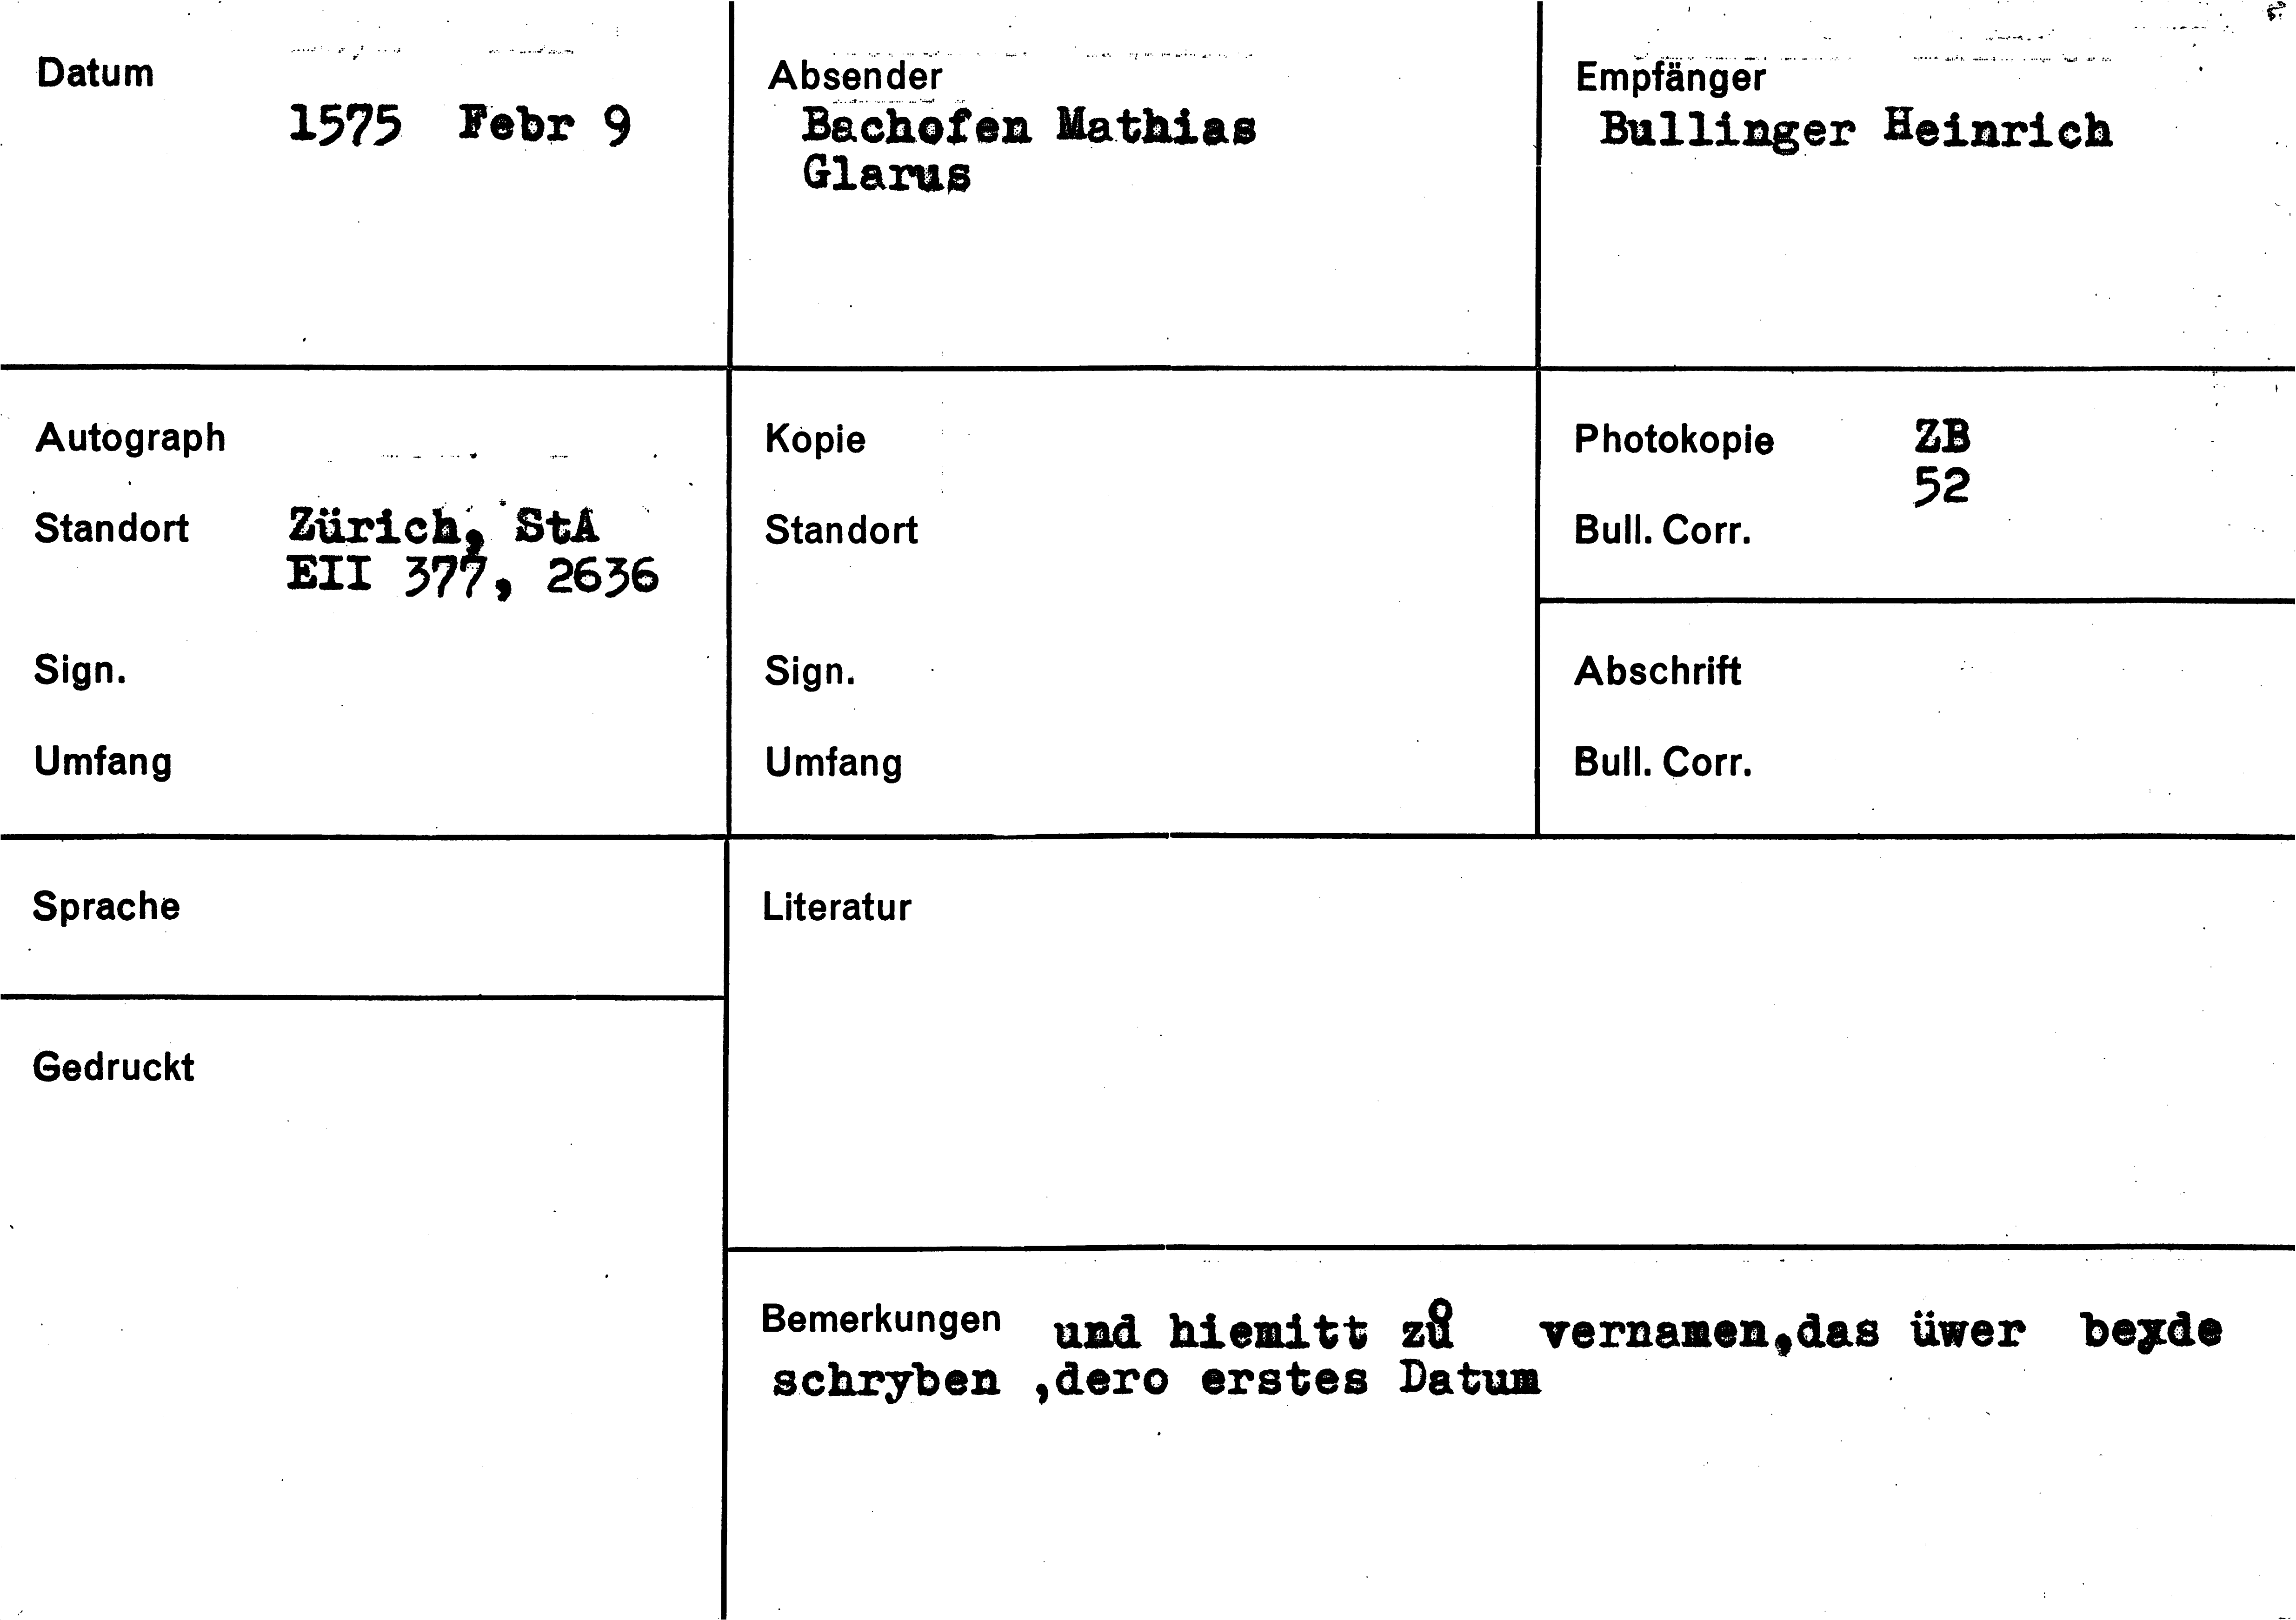 Datum
1575 Febr 9
Absender
Bachofen Mathias
Glarus
Empfänger
Bullinger Heinrich
Autograph
Standort Zürich, StA
EII 377, 2636
Sign.
Umfang
Kopie
Standort
Sign.
Umfang
Photokopie ZB
52
Bull. Corr.
Abschrift
Bull. Corr.
Sprache
Gedruckt
Literatur
Bemerkungen und hiemitt zů vernamen,das üwer beyde
schryben ,dero erstes Datum